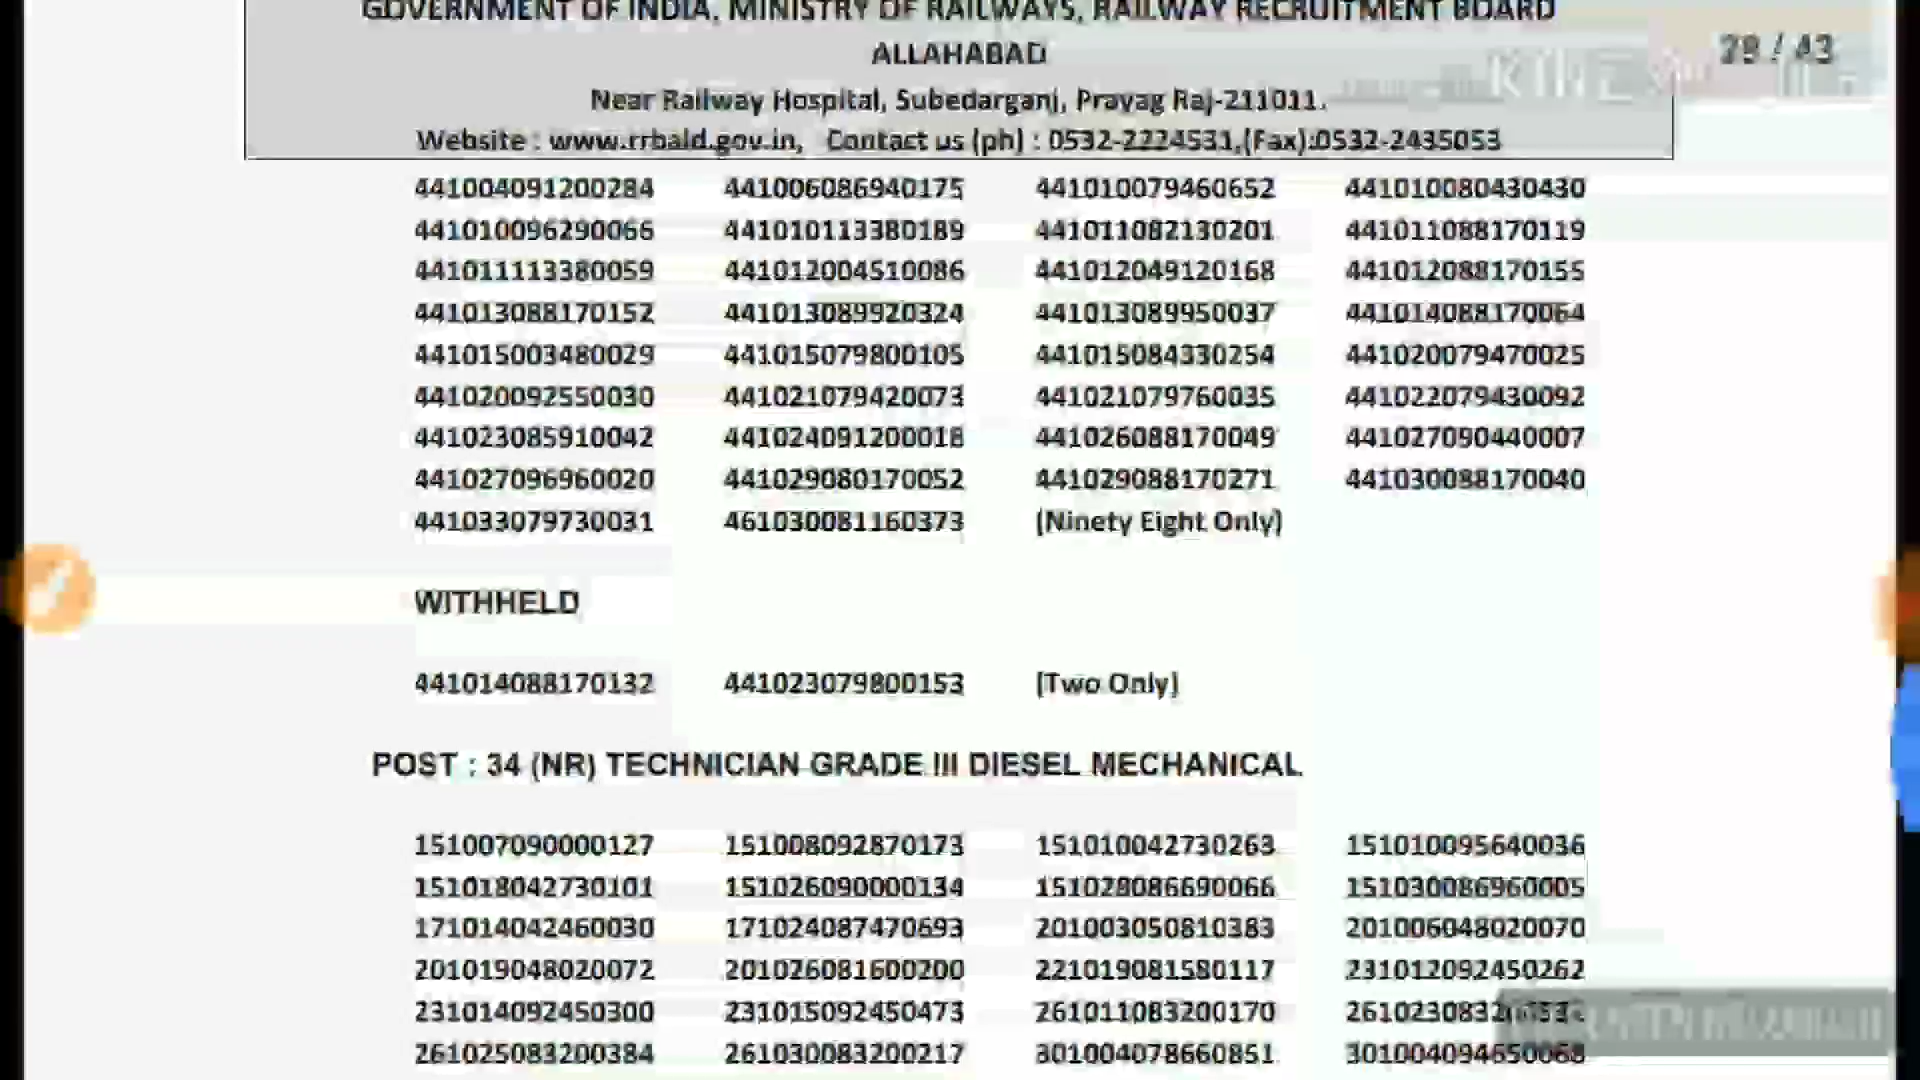 GOVERNMENT OF INDIA, MINISTRY OF RAILWAYS, RAILWAY RECRUITMENT BOARD
ALLAHABAD
29 / 43
Near Railway Hospital, Subedarganj, Prayag Raj-211011.
Website : www.rrbald.gov.in, Contact us (ph) : 0532-2224531,(Fax):0532-2435053
441004091200284 441006086940175 441010079460652 441010080430430
441010096290066 441010113380189 441011082130201 441011088170119
441011113380059 441012004510086 441012049120168 441012088170155
441013088170152 441013089920324 441013089950037 441014088170064
441015003480029 441015079800105 441015084330254 441020079470025
441020092550030 441021079420073 441021079760035 441022079430092
441023085910042 441024091200018 441026088170049 441027090440007
441027096960020 441029080170052 441029088170271 441030088170040
441033079730031 461030081160373 (Ninety Eight Only)
WITHHELD
441014088170132 441023079800153 (Two Only)
POST : 34 (NR) TECHNICIAN GRADE III DIESEL MECHANICAL
151007090000127 151008092870173 151010042730263 151010095640036
151018042730101 151026090000134 151028086690066 151030086960005
171014042460030 171024087470693 201003050810383 201006048020070
201019048020072 201026081600200 221019081580117 231012092450262
231014092450300 231015092450473 261011083200170
261025083200384 261030083200217 301004078660851 301004094650068